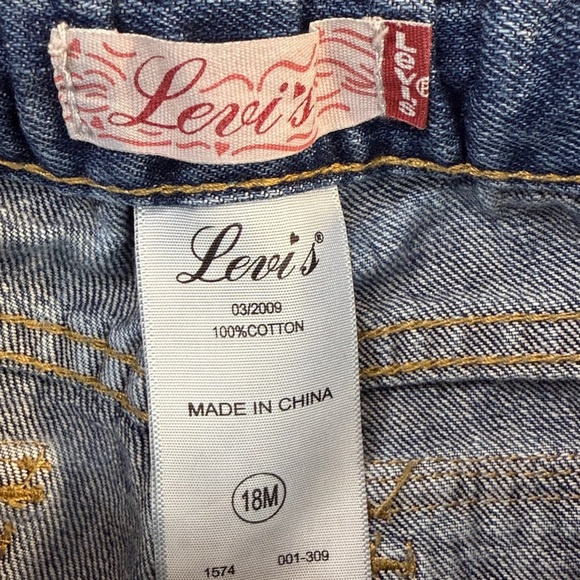 Levi's
LEVI'S ®
Levi's®
03/2009
100%COTTON
MADE IN CHINA
18M
1574 001-309